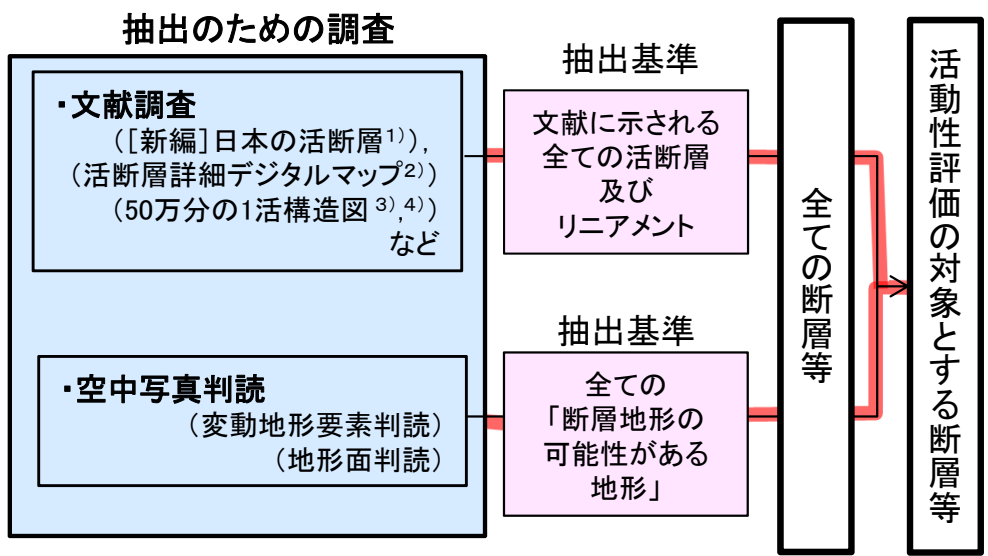 抽出のための調査
・文献調査
（［新編］日本の活断層¹⁾），
（活断層詳細デジタルマップ²⁾）
（50万分の1活構造図³⁾,⁴⁾）
など
・空中写真判読
（変動地形要素判読）
（地形面判読）
抽出基準
文献に示される
全ての活断層
及び
リニアメント
抽出基準
全ての
「断層地形の
可能性がある
地形」
全ての断層等
活動性評価の対象とする断層等